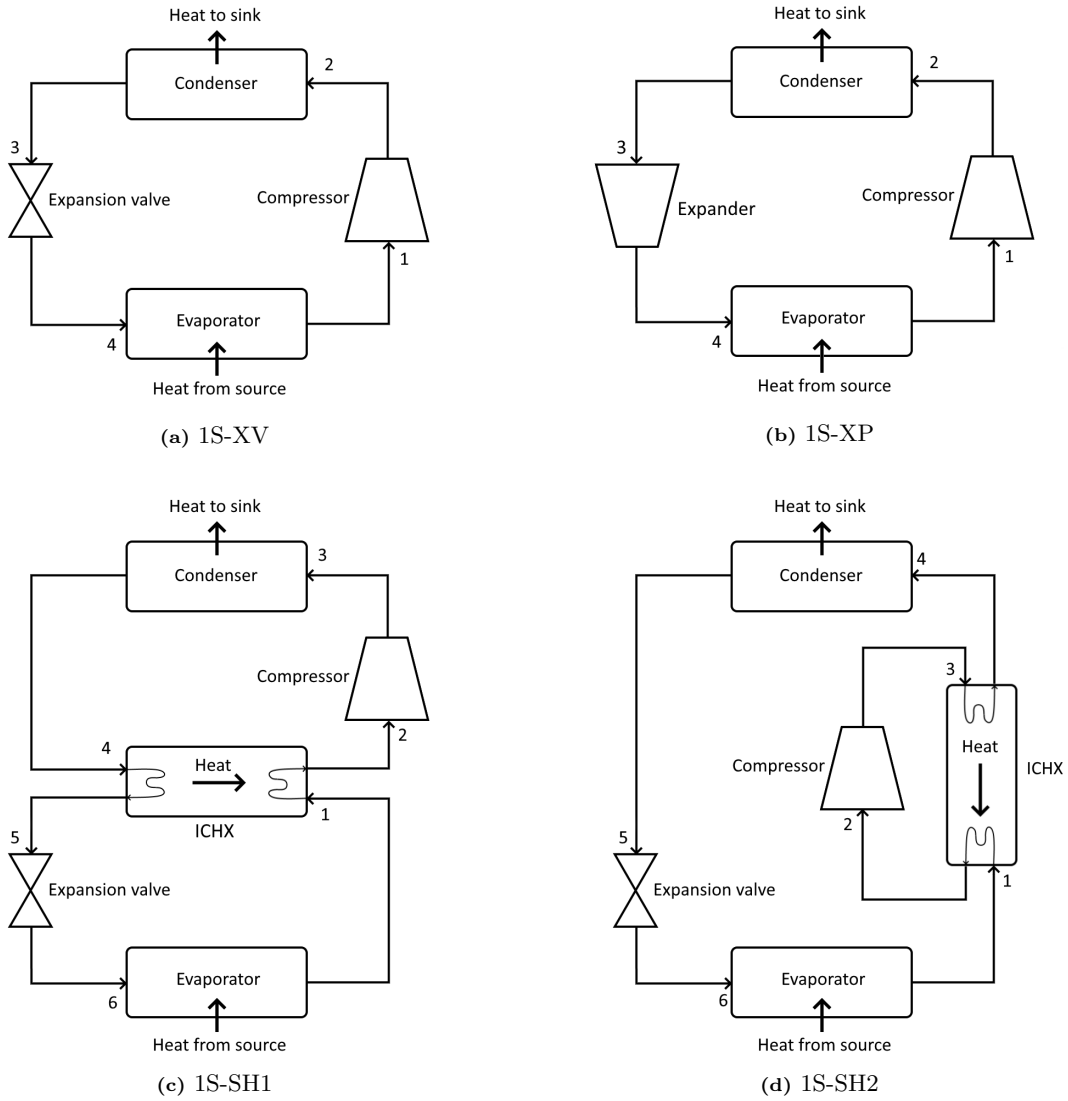 Heat to sink
Condenser
2
3
Expansion valve
Compressor
1
Evaporator
4
Heat from source
(a) 1S-XV
Heat to sink
Condenser
2
3
Expander
Compressor
1
Evaporator
4
Heat from source
(b) 1S-XP
Heat to sink
Condenser
3
Compressor
2
4
Heat
1
ICHX
5
Expansion valve
Evaporator
6
Heat from source
(c) 1S-SH1
Heat to sink
Condenser
4
3
Heat
Compressor
ICHX
2
5
1
Expansion valve
Evaporator
6
Heat from source
(d) 1S-SH2